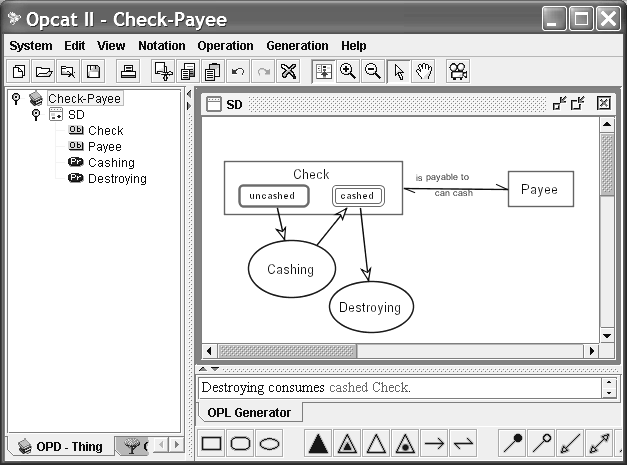 Opcat II - Check-Payee
System Edit View Notation Operation Generation Help
Check-Payee
SD
Obj Check
Obj Payee
Pr Cashing
Pr Destroying
OPD - Thing
SD
Check
uncashed cashed
is payable to
can cash
Payee
Cashing
Destroying
Destroying consumes cashed Check.
OPL Generator